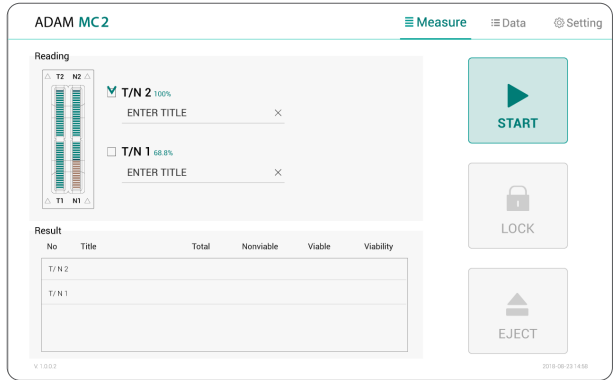 ADAM MC2
Measure
Data
Setting
Reading
T2 N2
T/N 2 100%
ENTER TITLE
T/N 1 68.8%
ENTER TITLE
T1 N1
START
LOCK
EJECT
Result
No Title Total Nonviable Viable Viability
T/ N 2
T/ N 1
V 1.0.0.2
2018-08-23 14:68